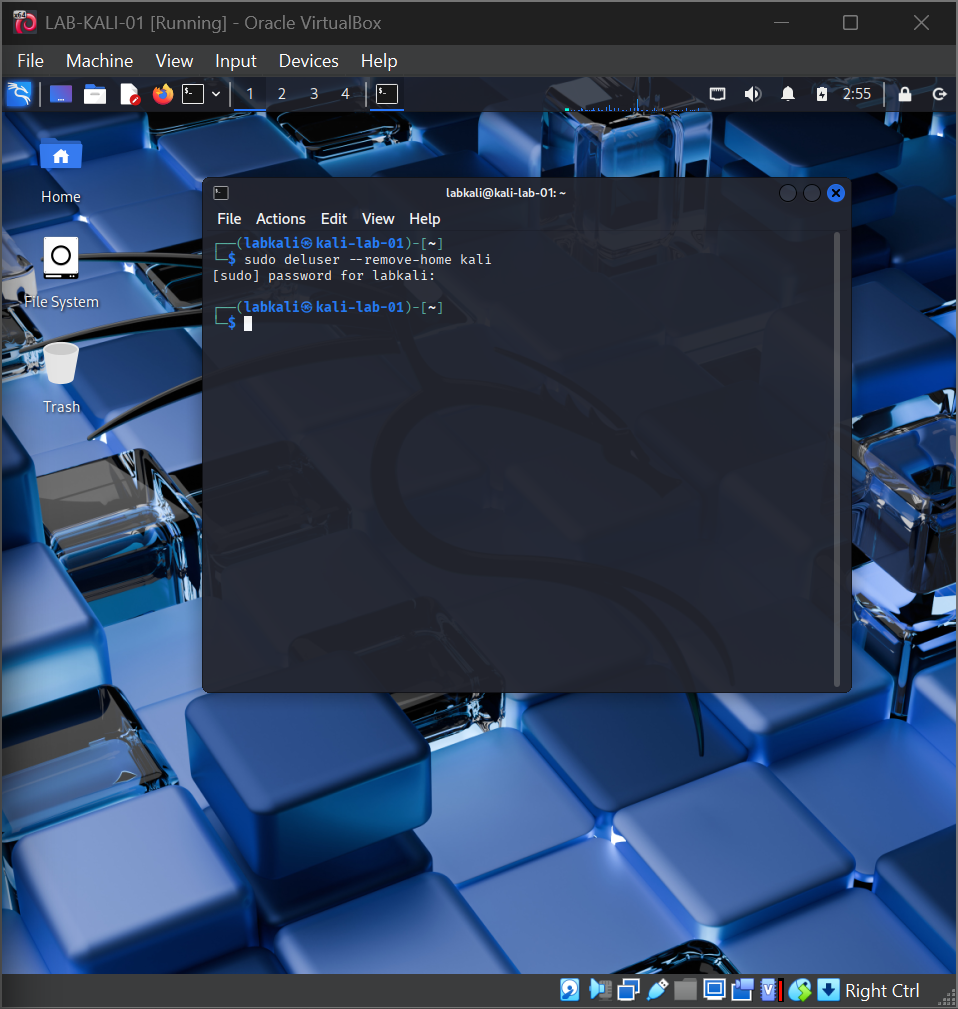 LAB-KALI-01 [Running] - Oracle VirtualBox
File Machine View Input Devices Help
1 2 3 4 2:55
Home
File System
Trash
labkali@kali-lab-01: ~
File Actions Edit View Help
┌──(labkali㉿kali-lab-01)-[~]
└─$ sudo deluser --remove-home kali
[sudo] password for labkali:
┌──(labkali㉿kali-lab-01)-[~]
└─$
Right Ctrl